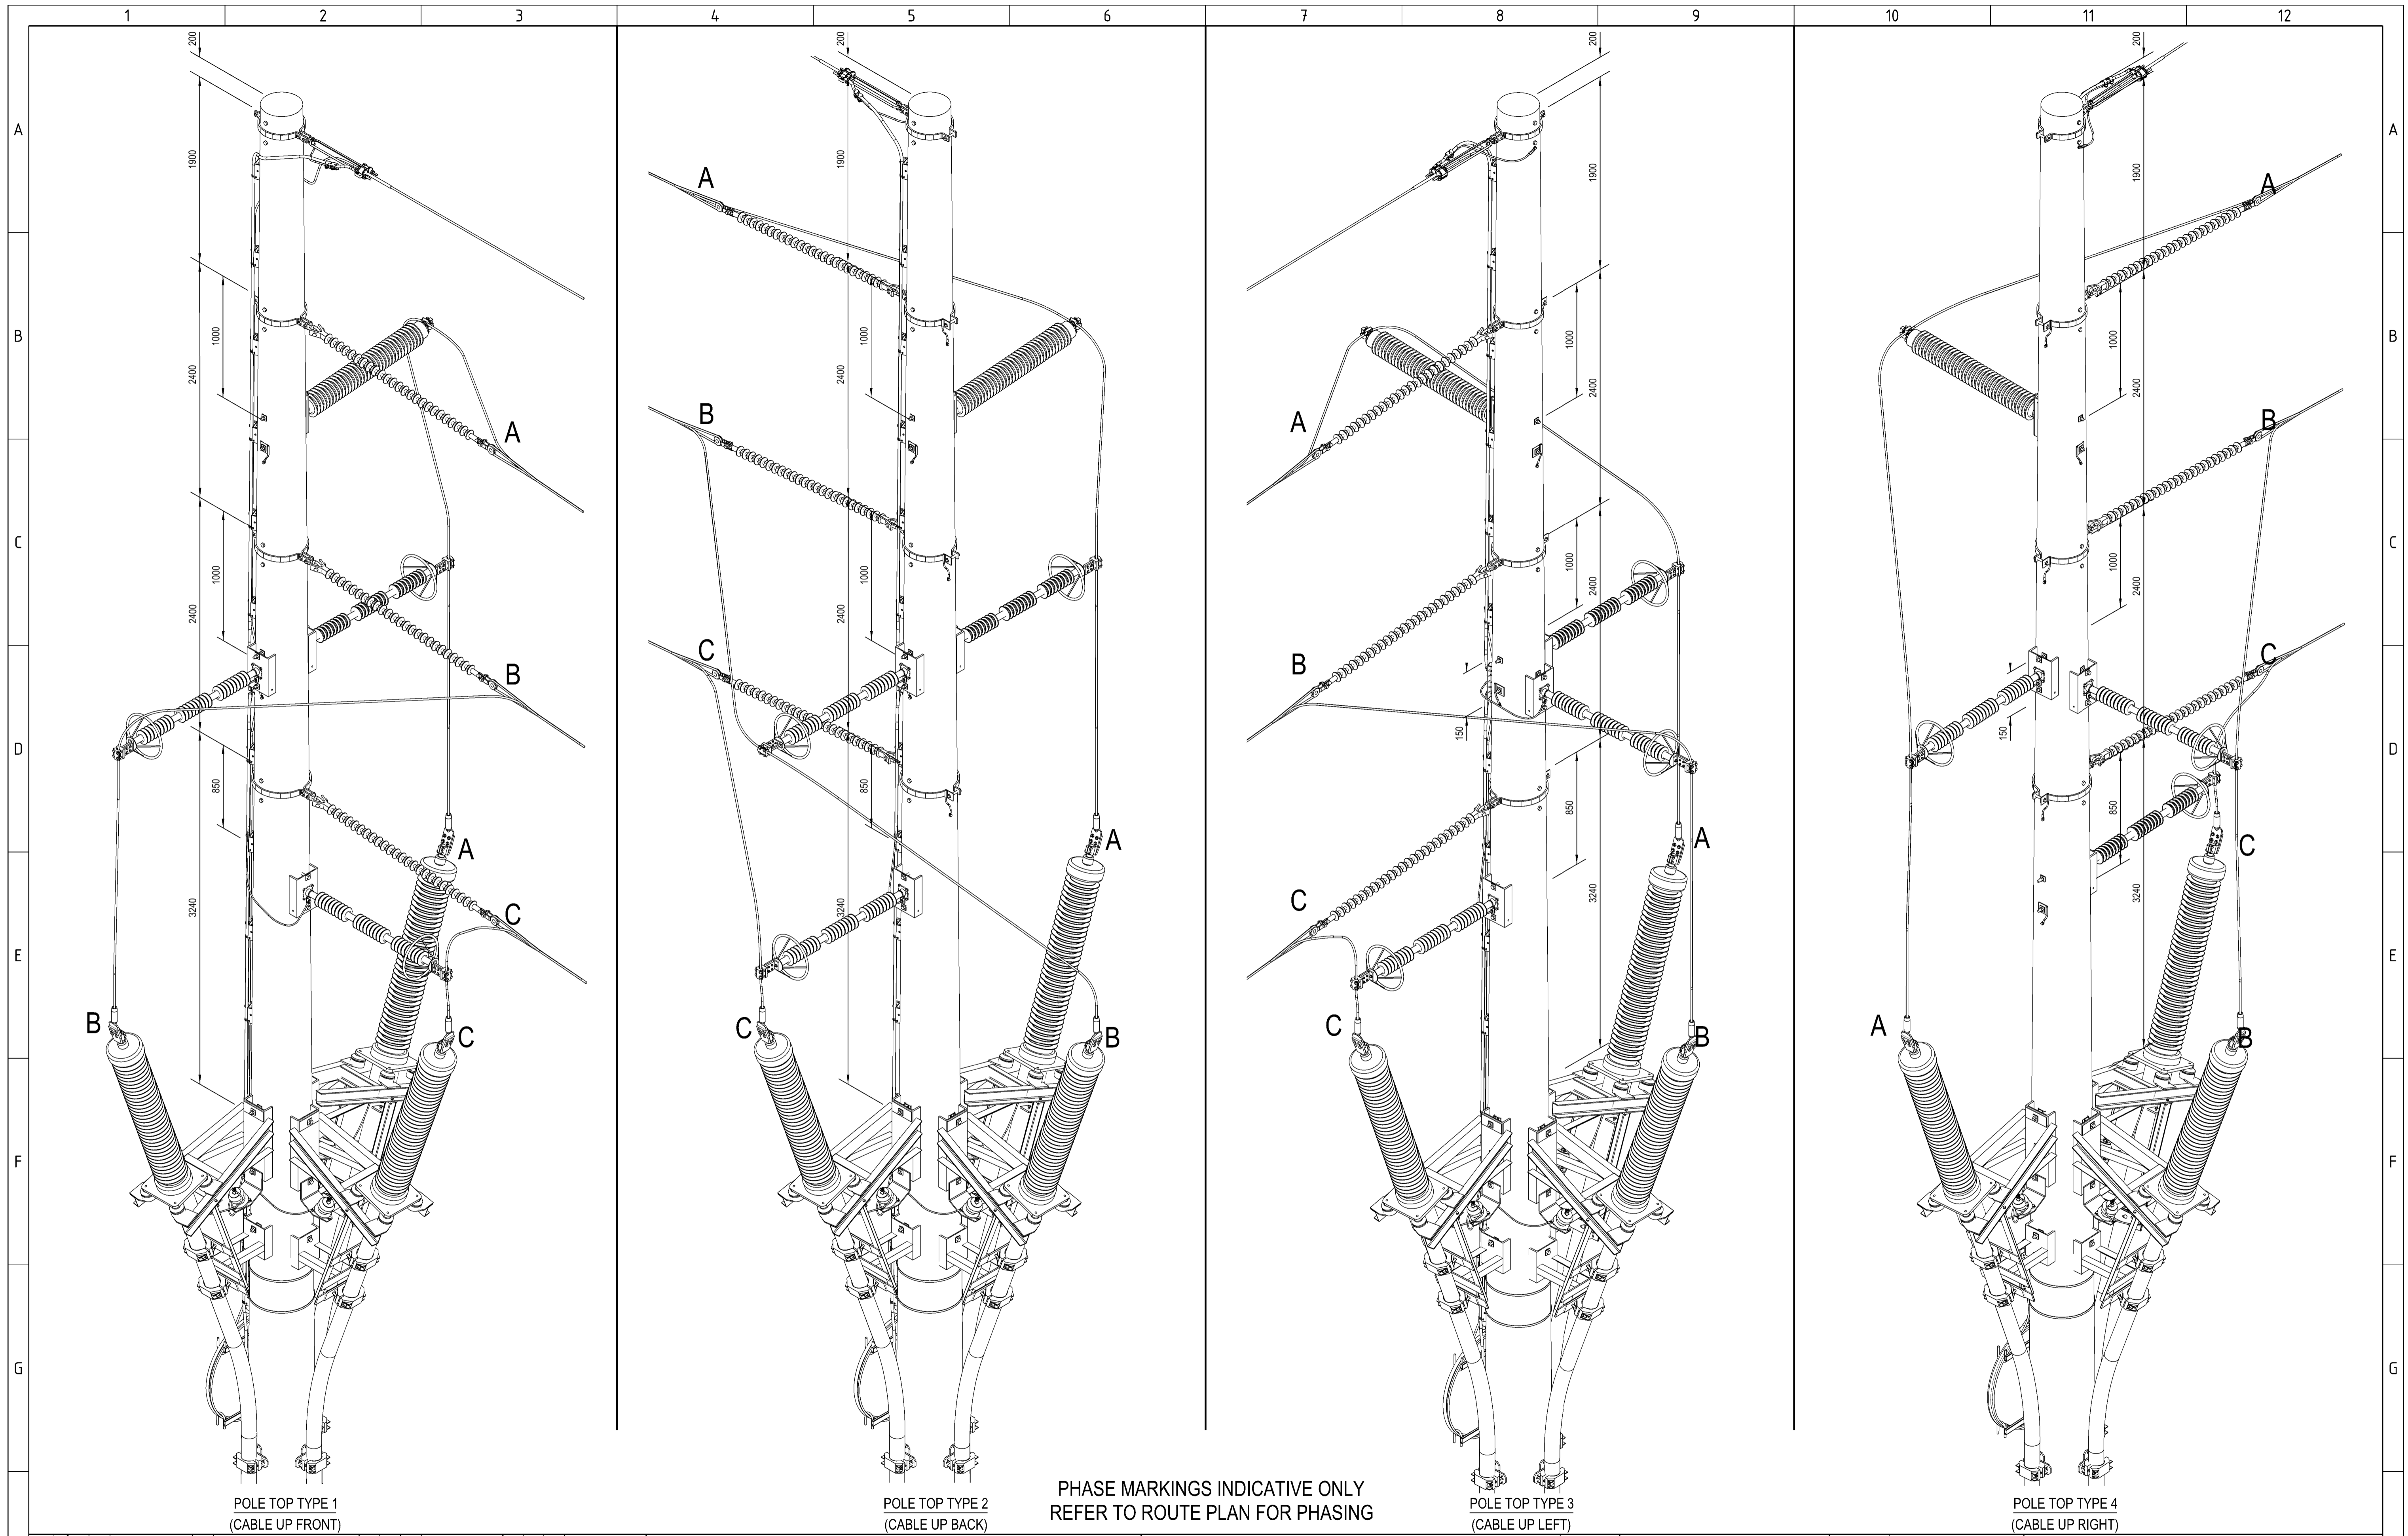 1 2 3 4 5 6 7 8 9 10 11 12
A
B
C
D
E
F
G
200
1900
2400
1000
2400
1000
850
3240
A
B
C
A
B
C
POLE TOP TYPE 1
(CABLE UP FRONT)
200
1900
2400
1000
2400
1000
850
3240
A
B
C
A
C
B
POLE TOP TYPE 2
(CABLE UP BACK)
PHASE MARKINGS INDICATIVE ONLY
REFER TO ROUTE PLAN FOR PHASING
200
1900
1000
2400
1000
2400
150
850
3240
A
B
C
A
C
B
POLE TOP TYPE 3
(CABLE UP LEFT)
200
1900
1000
2400
1000
2400
150
850
3240
A
B
C
C
A
B
POLE TOP TYPE 4
(CABLE UP RIGHT)
A
B
C
D
E
F
G